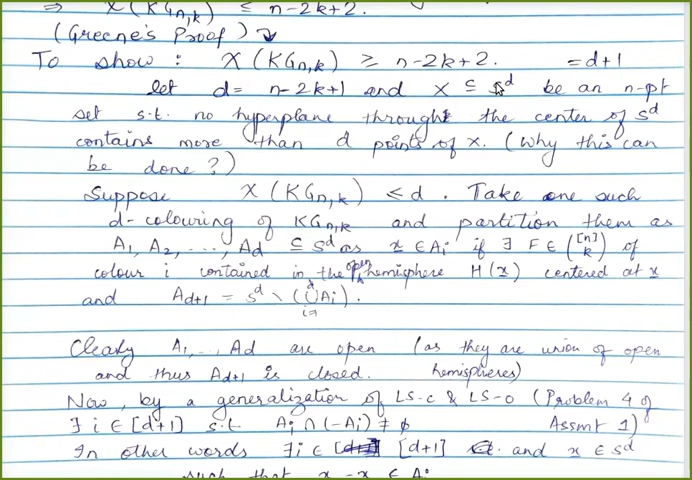 ⇒ χ(KG_{n,k}) ≤ n-2k+2.
(Greene's Proof)
To show : χ(KG_{n,k}) ≥ n-2k+2. = d+1
let d = n-2k+1 and X ⊆ S^d be an n-pt
set s.t. no hyperplane through the center of S^d
contains more than d points of X. (Why this can
be done?)
Suppose χ(KG_{n,k}) ≤ d. Take one such
d-colouring of KG_{n,k} and partition them as
A_1, A_2, ..., A_d ⊆ S^d as x ∈ A_i if ∃ F ∈ ([n] k) of
colour i contained in the open hemisphere H(x) centered at x
and A_{d+1} = S^d \ (⋃_{i=1}^{d} A_i).
Clearly A_1, ..., A_d are open (as they are union of open
and thus A_{d+1} is closed. hemispheres)
Now, by a generalization of LS-c & LS-o (Problem 4 of
∃ i ∈ [d+1] s.t. A_i ∩ (-A_i) ≠ ϕ Assmt 1)
In other words ∃ i ∈ [d+1] and x ∈ S^d
such that x, -x ∈ A_i